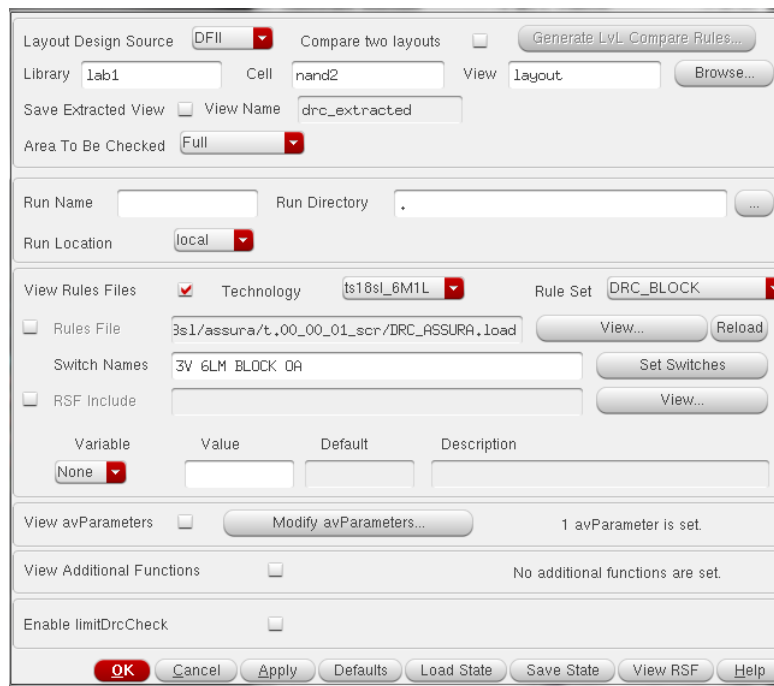 Layout Design Source DFII Compare two layouts Generate LvL Compare Rules...
Library lab1 Cell nand2 View layout Browse...
Save Extracted View View Name drc_extracted
Area To Be Checked Full
Run Name Run Directory . ...
Run Location local
View Rules Files Technology ts18sl_6M1L Rule Set DRC_BLOCK
Rules File 3sl/assura/t.00_00_01_scr/DRC_ASSURA.load View... Reload
Switch Names 3V 6LM BLOCK OA Set Switches
RSF Include View...
Variable Value Default Description
None
View avParameters Modify avParameters... 1 avParameter is set.
View Additional Functions No additional functions are set.
Enable limitDrcCheck
OK Cancel Apply Defaults Load State Save State View RSF Help